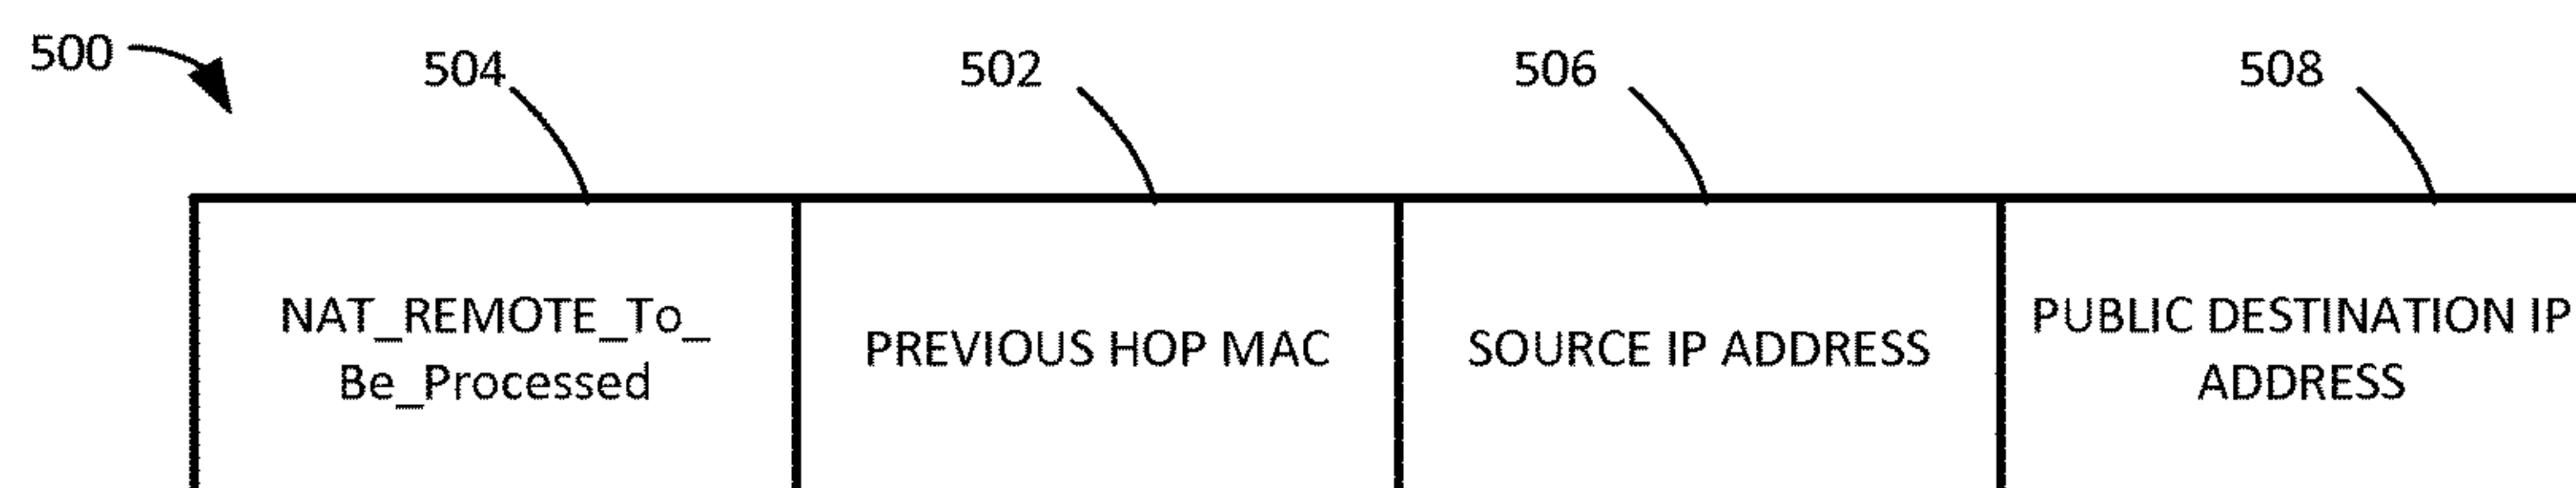 500
504
502
506
508
NAT_REMOTE_To_
Be_Processed
PREVIOUS HOP MAC
SOURCE IP ADDRESS
PUBLIC DESTINATION IP
ADDRESS